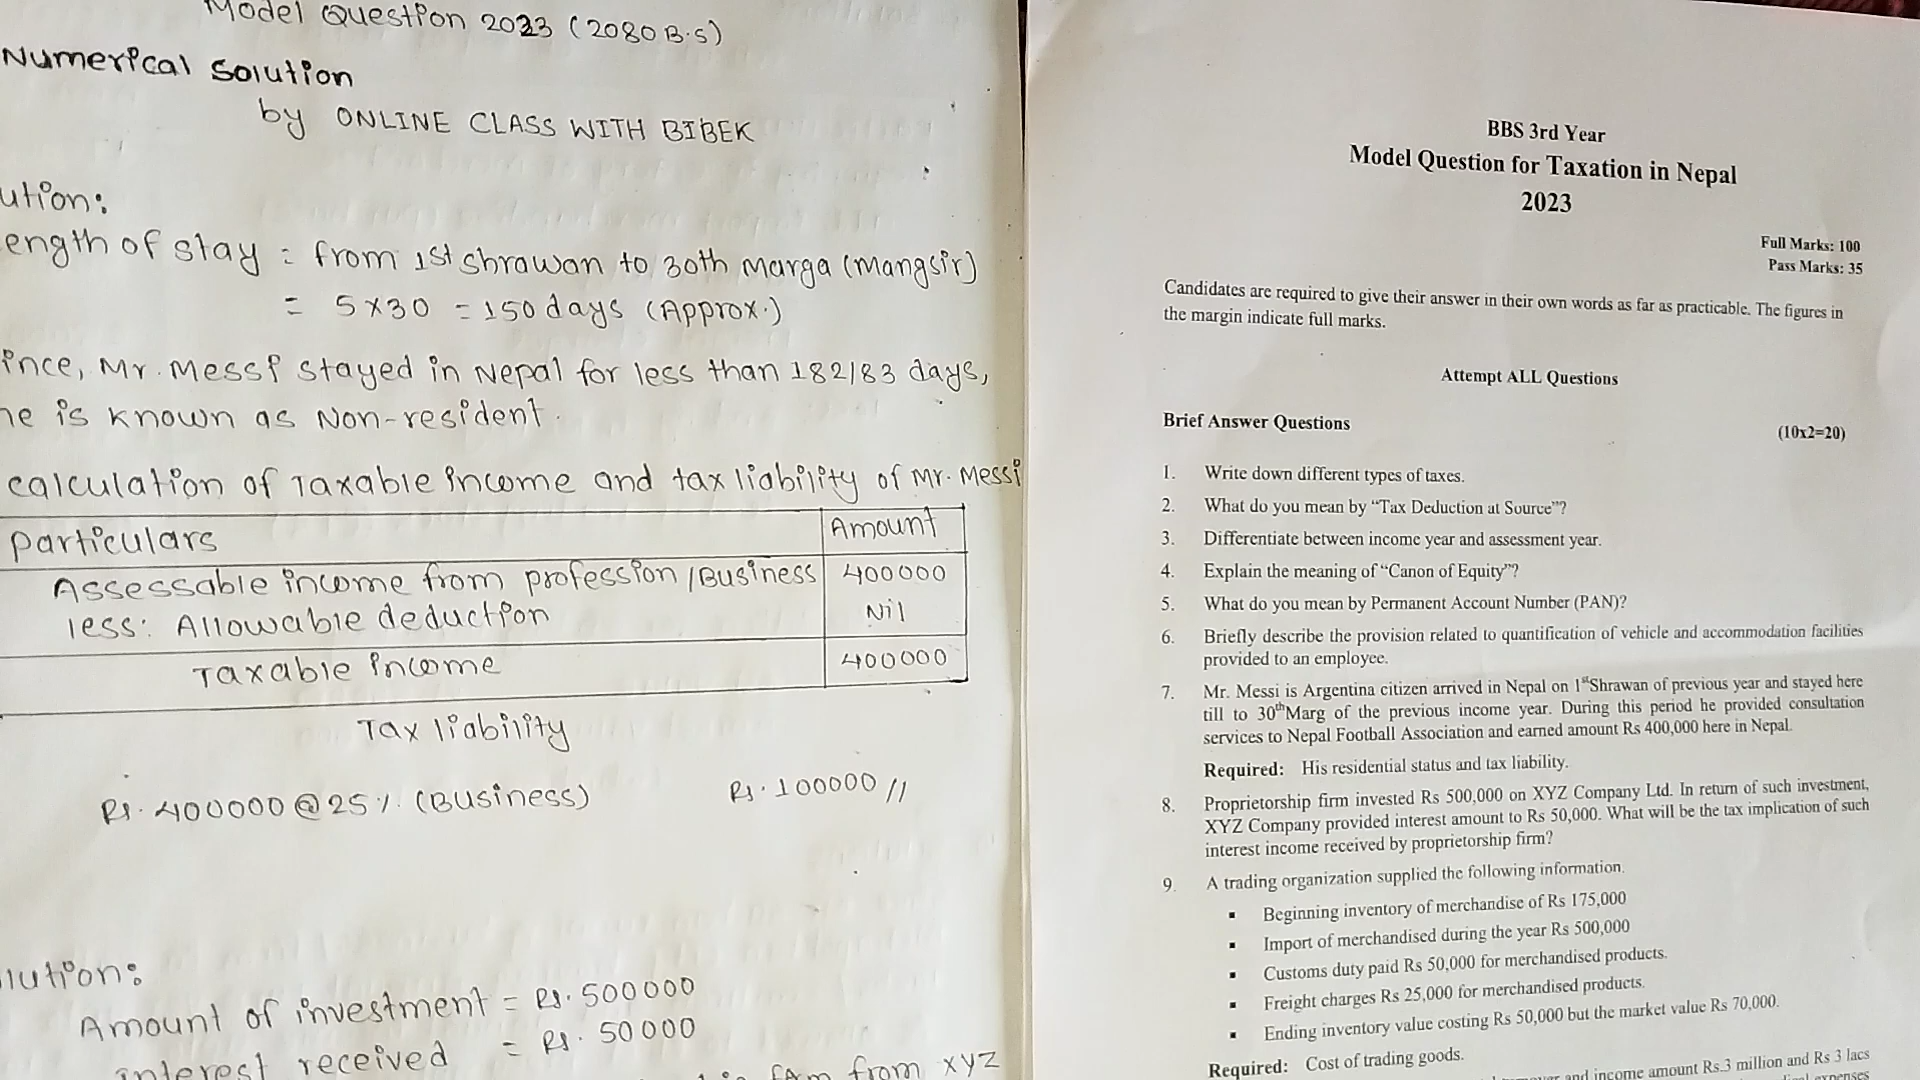 Model Question 2023 (2080 B.S)
Numerical Solution
by ONLINE CLASS WITH BIBEK
ution:
ength of stay = from 1st Shrawan to 30th Marga (Mangsir)
= 5×30 = 150 days (Approx.)
ince, Mr. Messi stayed in Nepal for less than 182/83 days,
he is known as Non-resident.
calculation of Taxable income and tax liability of Mr. Messi
Particulars Amount
Assessable income from profession /Business 400000
less: Allowable deduction Nil
Taxable income 400000
Tax liability
Rs. 400000 @ 25%. (Business) Rs. 100000 //
lution:
Amount of investment = Rs. 500000
interest received = Rs. 50000
from XYZ
BBS 3rd Year
Model Question for Taxation in Nepal
2023
Full Marks: 100
Pass Marks: 35
Candidates are required to give their answer in their own words as far as practicable. The figures in
the margin indicate full marks.
Attempt ALL Questions
Brief Answer Questions
(10x2=20)
1. Write down different types of taxes.
2. What do you mean by “Tax Deduction at Source”?
3. Differentiate between income year and assessment year.
4. Explain the meaning of “Canon of Equity”?
5. What do you mean by Permanent Account Number (PAN)?
6. Briefly describe the provision related to quantification of vehicle and accommodation facilities
provided to an employee.
7. Mr. Messi is Argentina citizen arrived in Nepal on 1st Shrawan of previous year and stayed here
till to 30th Marg of the previous income year. During this period he provided consultation
services to Nepal Football Association and earned amount Rs 400,000 here in Nepal.
Required: His residential status and tax liability.
8. Proprietorship firm invested Rs 500,000 on XYZ Company Ltd. In return of such investment,
XYZ Company provided interest amount to Rs 50,000. What will be the tax implication of such
interest income received by proprietorship firm?
9. A trading organization supplied the following information.
▪ Beginning inventory of merchandise of Rs 175,000
▪ Import of merchandised during the year Rs 500,000
▪ Customs duty paid Rs 50,000 for merchandised products.
▪ Freight charges Rs 25,000 for merchandised products.
▪ Ending inventory value costing Rs 50,000 but the market value Rs 70,000.
Required: Cost of trading goods.
and income amount Rs.3 million and Rs 3 lacs
expenses